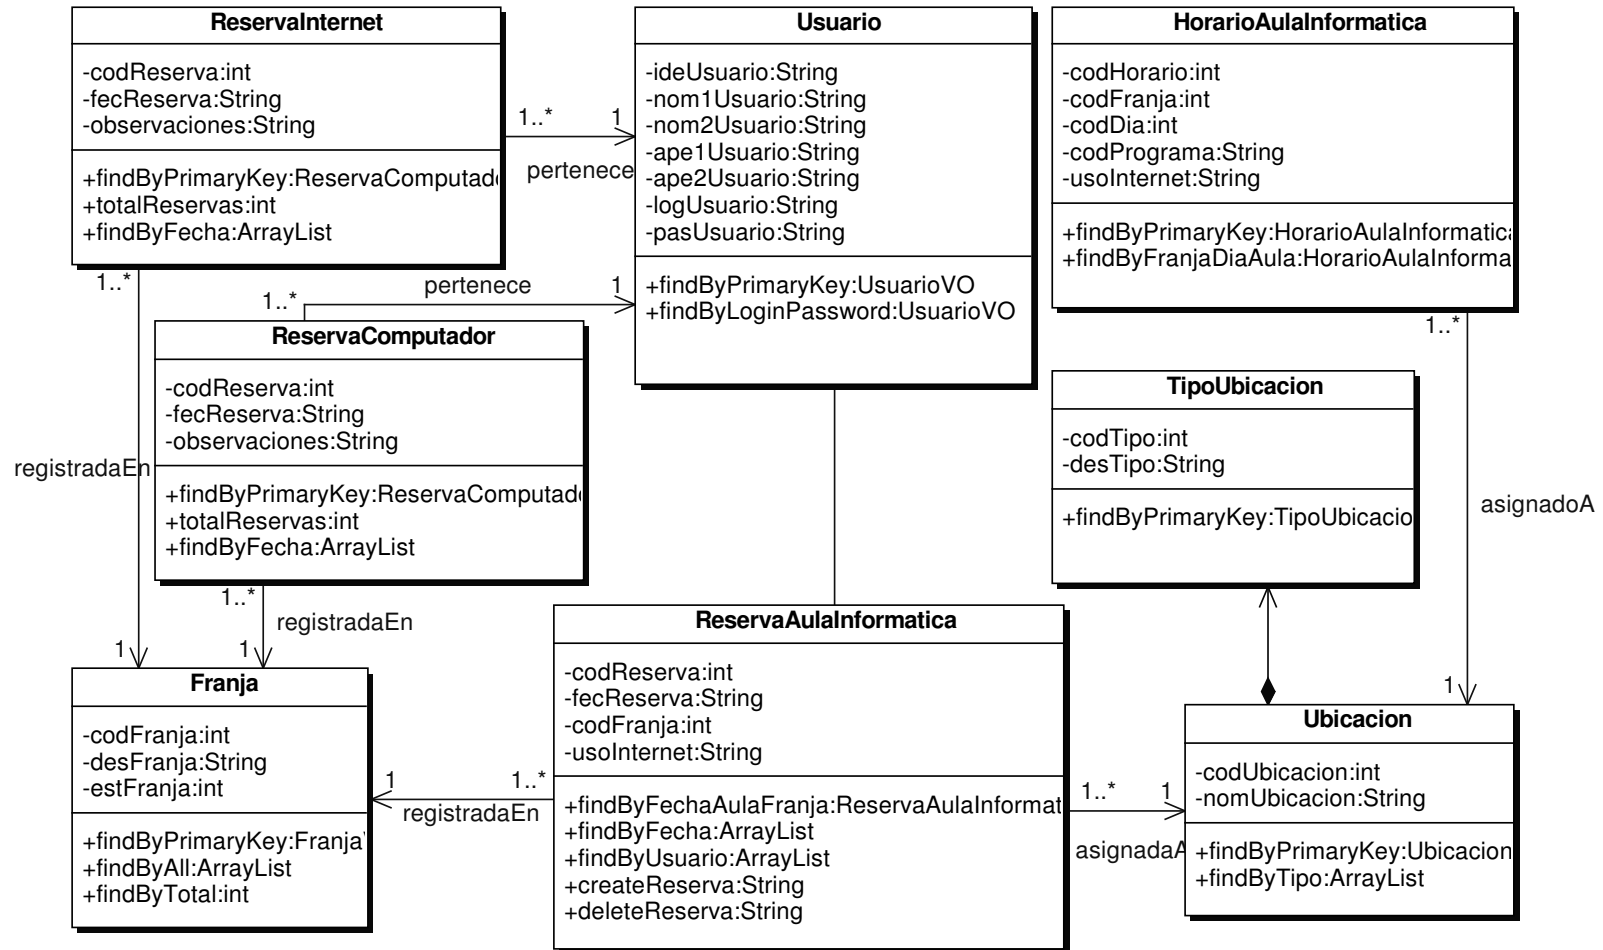 ReservaInternet
-codReserva:int
-fecReserva:String
-observaciones:String
+findByPrimaryKey:ReservaComputad
+totalReservas:int
+findByFecha:ArrayList
1..*
1
pertenece
Usuario
-ideUsuario:String
-nom1Usuario:String
-nom2Usuario:String
-ape1Usuario:String
-ape2Usuario:String
-logUsuario:String
-pasUsuario:String
+findByPrimaryKey:UsuarioVO
+findByLoginPassword:UsuarioVO
HorarioAulaInformatica
-codHorario:int
-codFranja:int
-codDia:int
-codPrograma:String
-usoInternet:String
+findByPrimaryKey:HorarioAulaInformatica
+findByFranjaDiaAula:HorarioAulaInforma
1..*
1..*
pertenece
1
ReservaComputador
-codReserva:int
-fecReserva:String
-observaciones:String
+findByPrimaryKey:ReservaComputad
+totalReservas:int
+findByFecha:ArrayList
registradaEn
1..*
registradaEn
1
1
1..*
TipoUbicacion
-codTipo:int
-desTipo:String
+findByPrimaryKey:TipoUbicacio
asignadoA
1
Franja
-codFranja:int
-desFranja:String
-estFranja:int
+findByPrimaryKey:Franja
+findByAll:ArrayList
+findByTotal:int
1
1..*
registradaEn
ReservaAulaInformatica
-codReserva:int
-fecReserva:String
-codFranja:int
-usoInternet:String
+findByFechaAulaFranja:ReservaAulaInformat
+findByFecha:ArrayList
+findByUsuario:ArrayList
+createReserva:String
+deleteReserva:String
1..*
1
asignadaA
Ubicacion
-codUbicacion:int
-nomUbicacion:String
+findByPrimaryKey:Ubicacion
+findByTipo:ArrayList